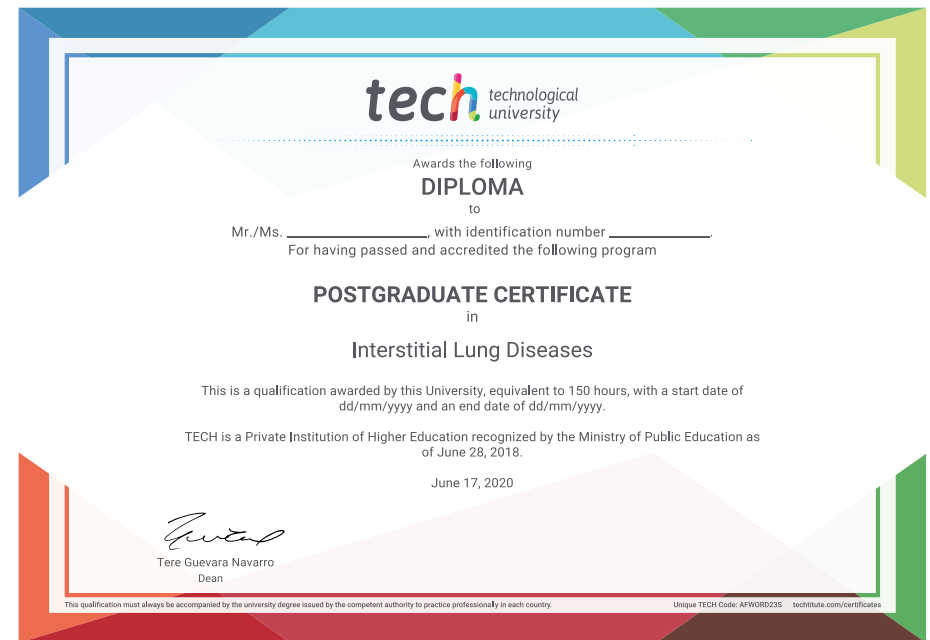 tech technological
university
Awards the following
DIPLOMA
to
Mr./Ms. ____________________, with identification number ______________.
For having passed and accredited the following program
POSTGRADUATE CERTIFICATE
in
Interstitial Lung Diseases
This is a qualification awarded by this University, equivalent to 150 hours, with a start date of
dd/mm/yyyy and an end date of dd/mm/yyyy.
TECH is a Private Institution of Higher Education recognized by the Ministry of Public Education as
of June 28, 2018.
June 17, 2020
Tere Guevara Navarro
Dean
This qualification must always be accompanied by the university degree issued by the competent authority to practice professionally in each country. Unique TECH Code: AFWORD23S techtitute.com/certificates